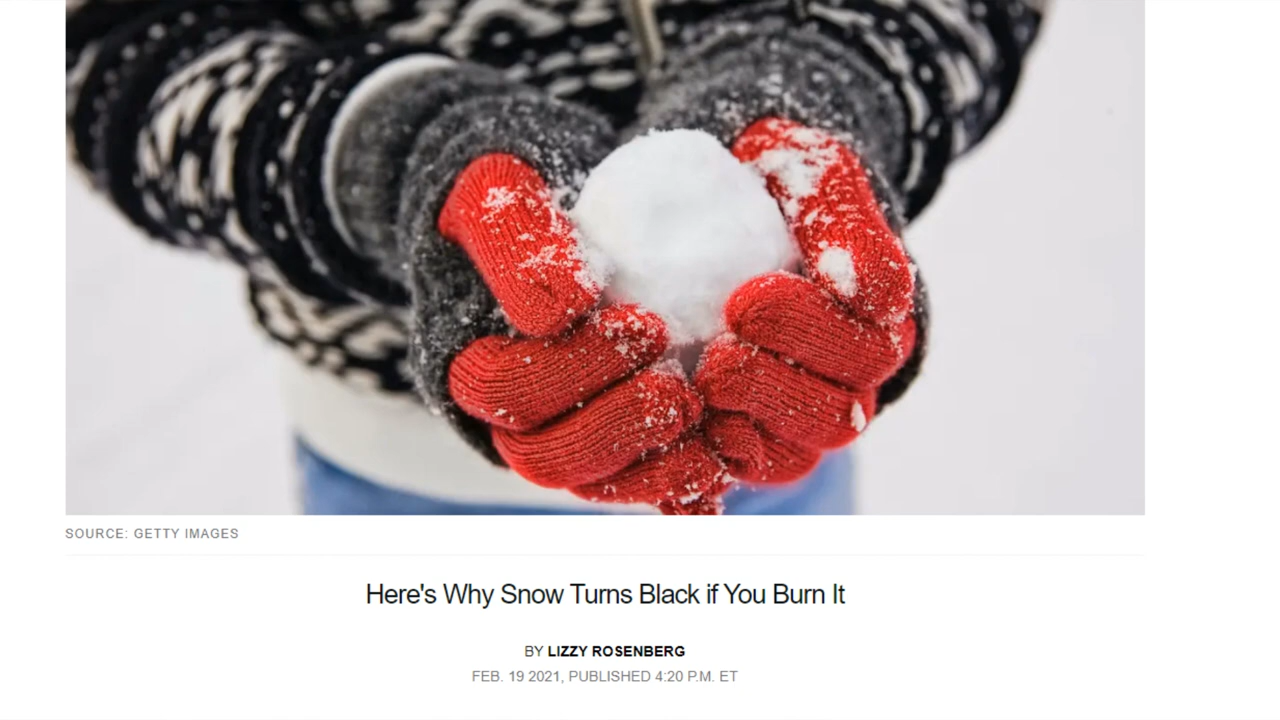 SOURCE: GETTY IMAGES
Here's Why Snow Turns Black if You Burn It
BY LIZZY ROSENBERG
FEB. 19 2021, PUBLISHED 4:20 P.M. ET